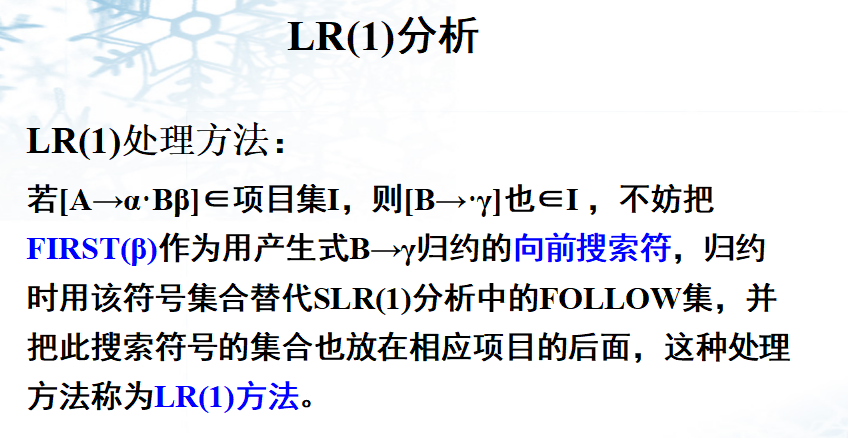 LR(1)分析
LR(1)处理方法：
若[A→α·Bβ]∈项目集I，则[B→·γ]也∈I ，不妨把
FIRST(β)作为用产生式B→γ归约的向前搜索符，归约
时用该符号集合替代SLR(1)分析中的FOLLOW集，并
把此搜索符号的集合也放在相应项目的后面，这种处理
方法称为LR(1)方法。